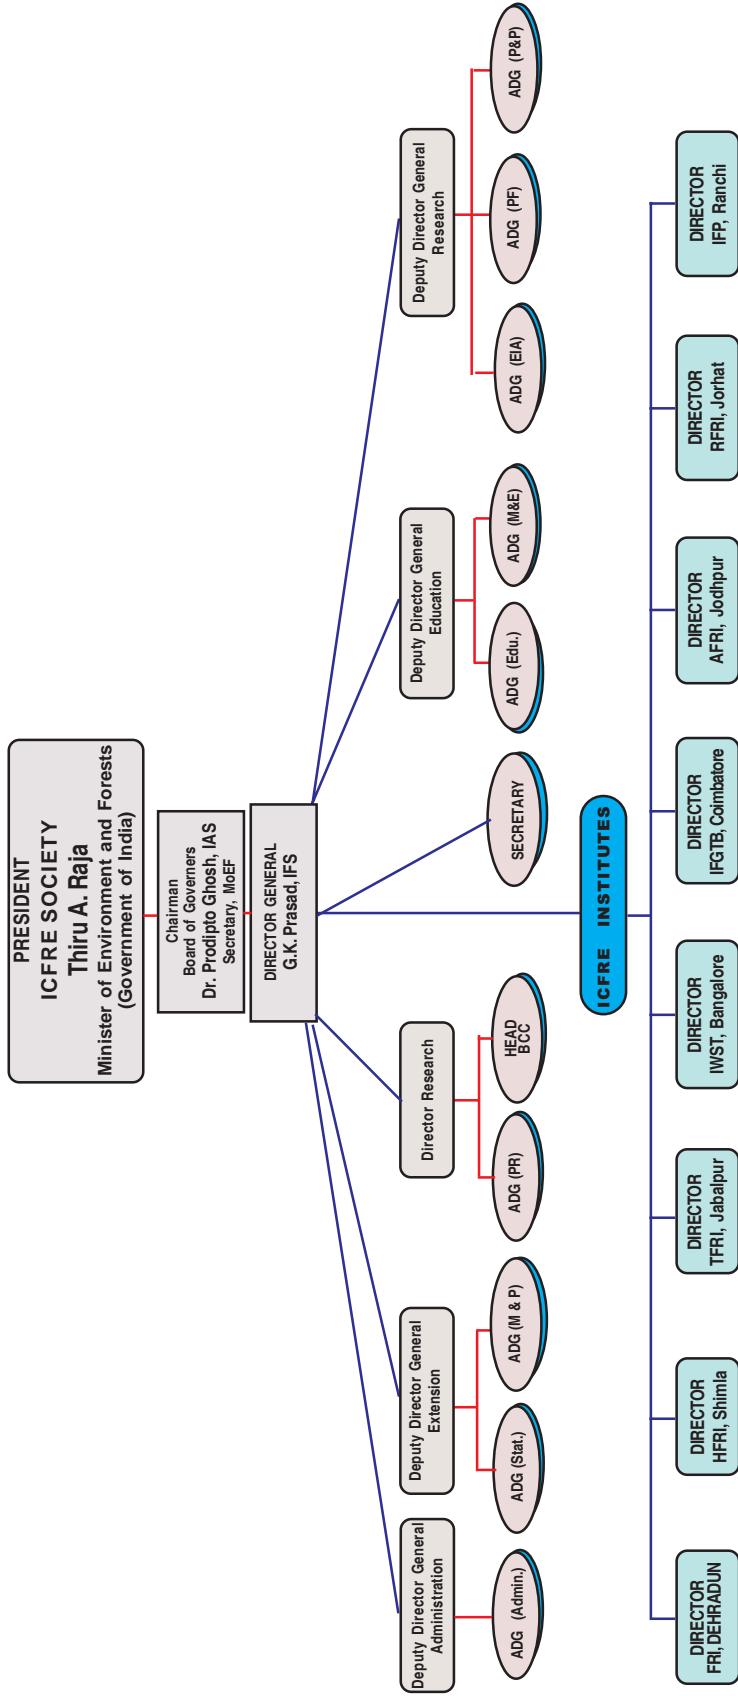 PRESIDENT
ICFRE SOCIETY
Thiru A. Raja
Minister of Environment and Forests
(Government of India)
Chairman
Board of Governers
Dr. Prodipto Ghosh, IAS
Secretary, MoEF
DIRECTOR GENERAL
G.K. Prasad, IFS
Deputy Director General
Administration
Deputy Director General
Extension
Director Research
Deputy Director General
Education
Deputy Director General
Research
ADG (Admin.)
ADG (Stat.)
ADG (M & P)
ADG (PR)
HEAD
BCC
SECRETARY
ADG (Edu.)
ADG (M&E)
ADG (EIA)
ADG (PF)
ADG (P&P)
ICFRE INSTITUTES
DIRECTOR
FRI, DEHRADUN
DIRECTOR
HFRI, Shimla
DIRECTOR
TFRI, Jabalpur
DIRECTOR
IWST, Bangalore
DIRECTOR
IFGTB, Coimbatore
DIRECTOR
AFRI, Jodhpur
DIRECTOR
RFRI, Jorhat
DIRECTOR
IFP, Ranchi